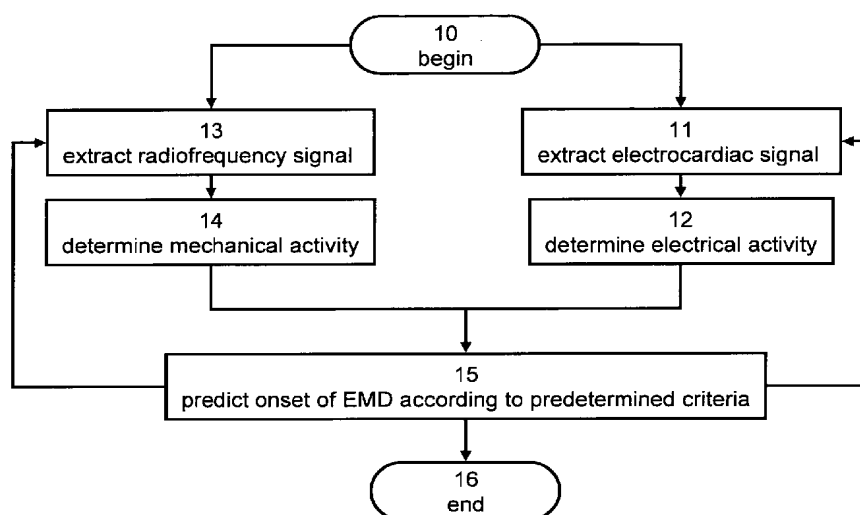 10
begin
13
extract radiofrequency signal
11
extract electrocardiac signal
14
determine mechanical activity
12
determine electrical activity
15
predict onset of EMD according to predetermined criteria
16
end